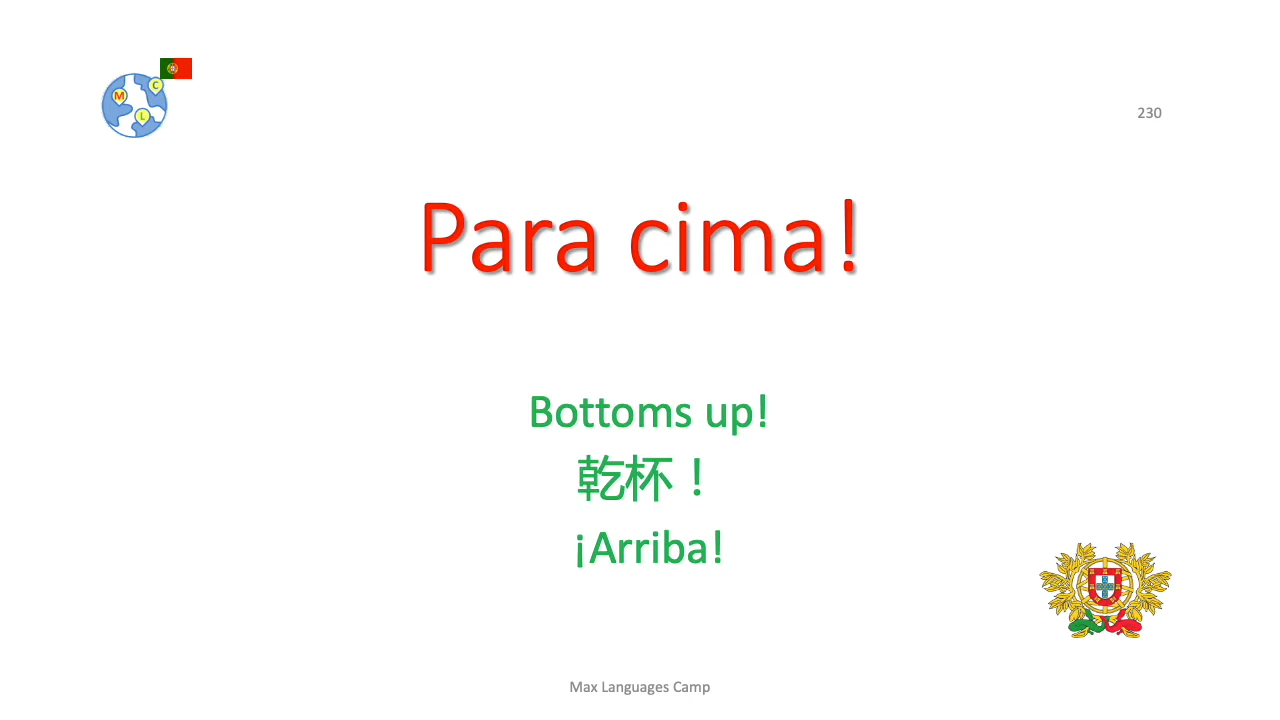 M
C
L
230
Para cima!
Bottoms up!
乾杯！
¡Arriba!
Max Languages Camp